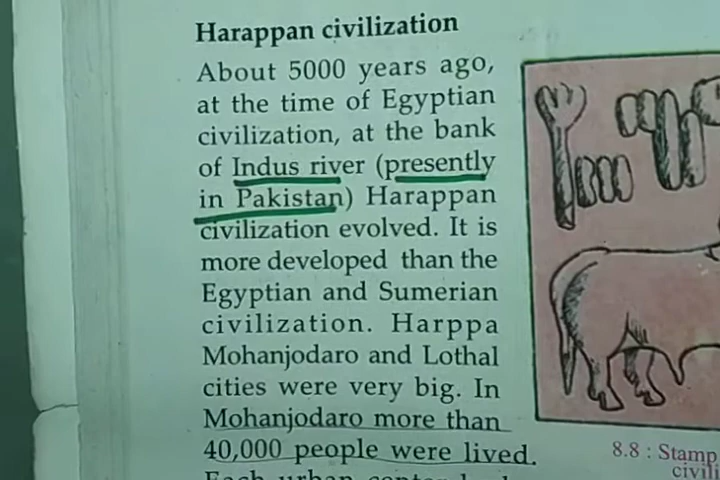 Harappan civilization
About 5000 years ago,
at the time of Egyptian
civilization, at the bank
of Indus river (presently
in Pakistan) Harappan
civilization evolved. It is
more developed than the
Egyptian and Sumerian
civilization. Harppa
Mohanjodaro and Lothal
cities were very big. In
Mohanjodaro more than
40,000 people were lived.
Each urban
8.8 : Stamp